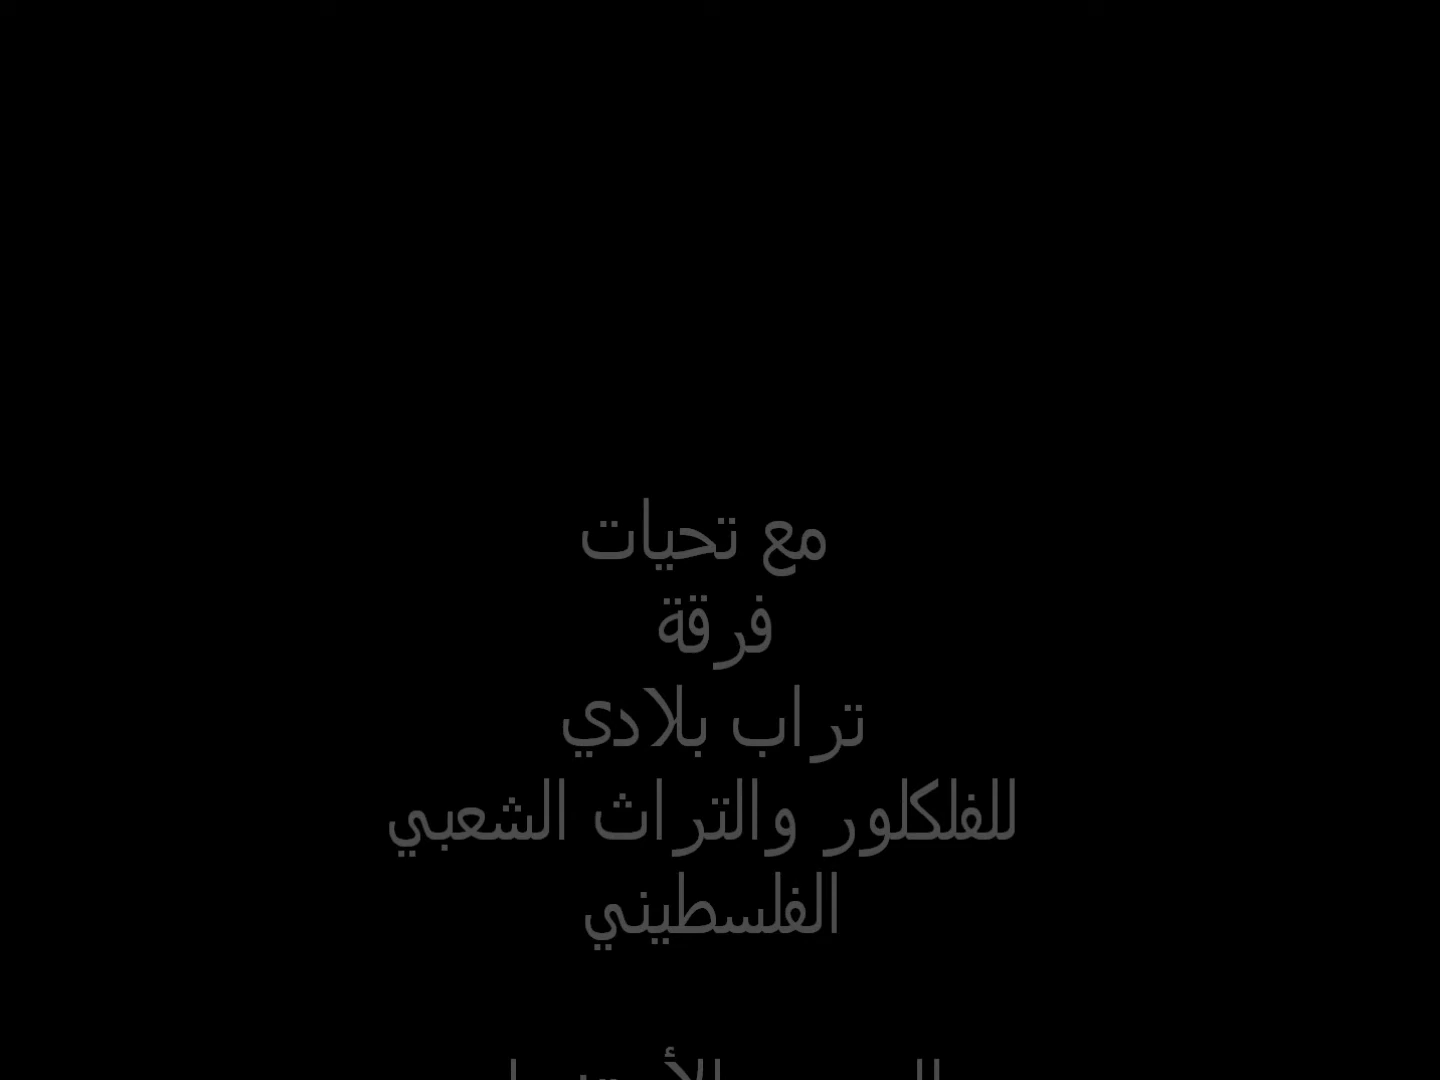 مع تحيات
فرقة
تراب بلادي
للفلكلور والتراث الشعبي
الفلسطيني